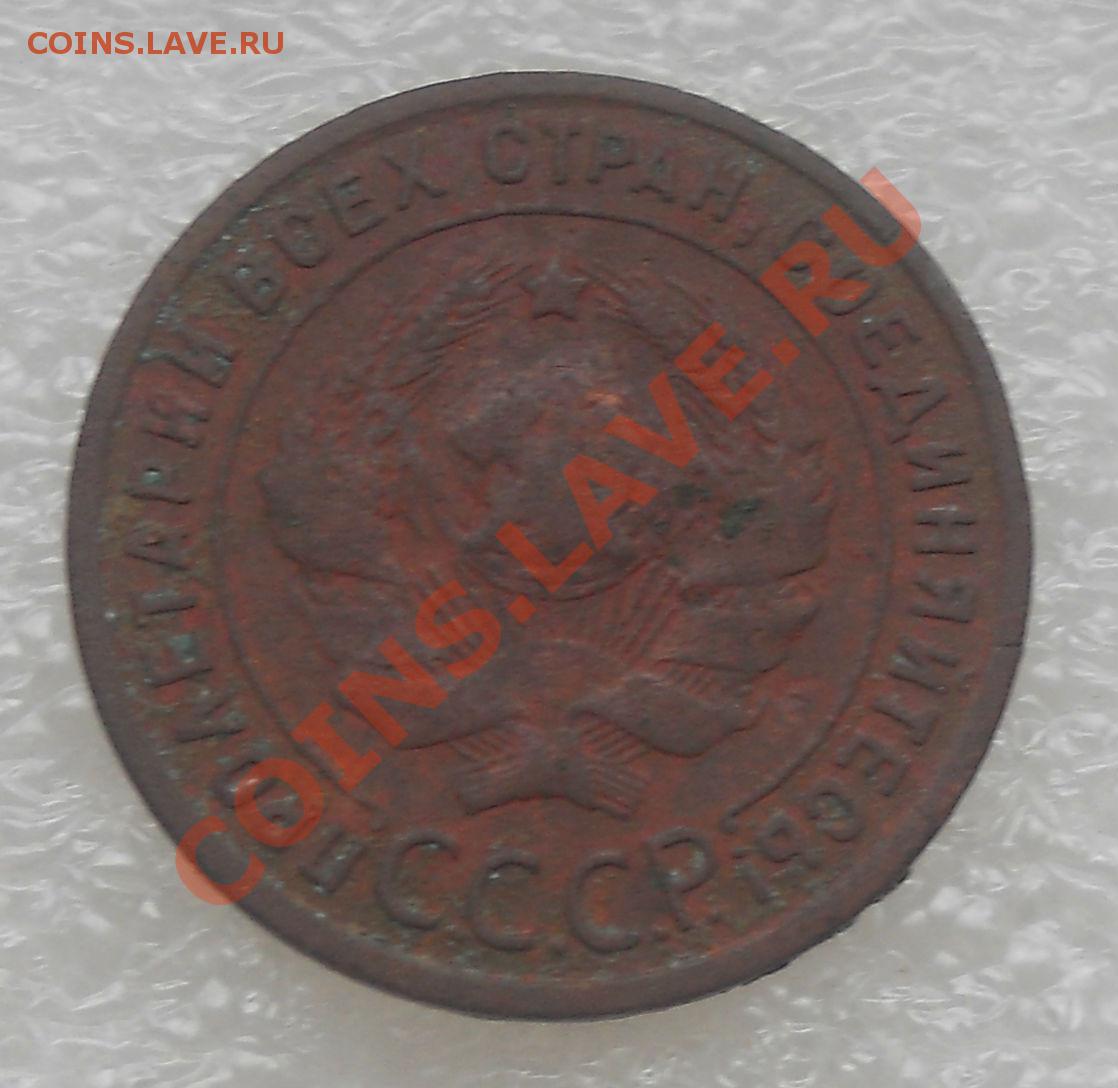 COINS.LAVE.RU
ПРОЛЕТАРИИ ВСЕХ СТРАН, СОЕДИНЯЙТЕСЬ!
С.С.С.Р.
COINS.LAVE.RU